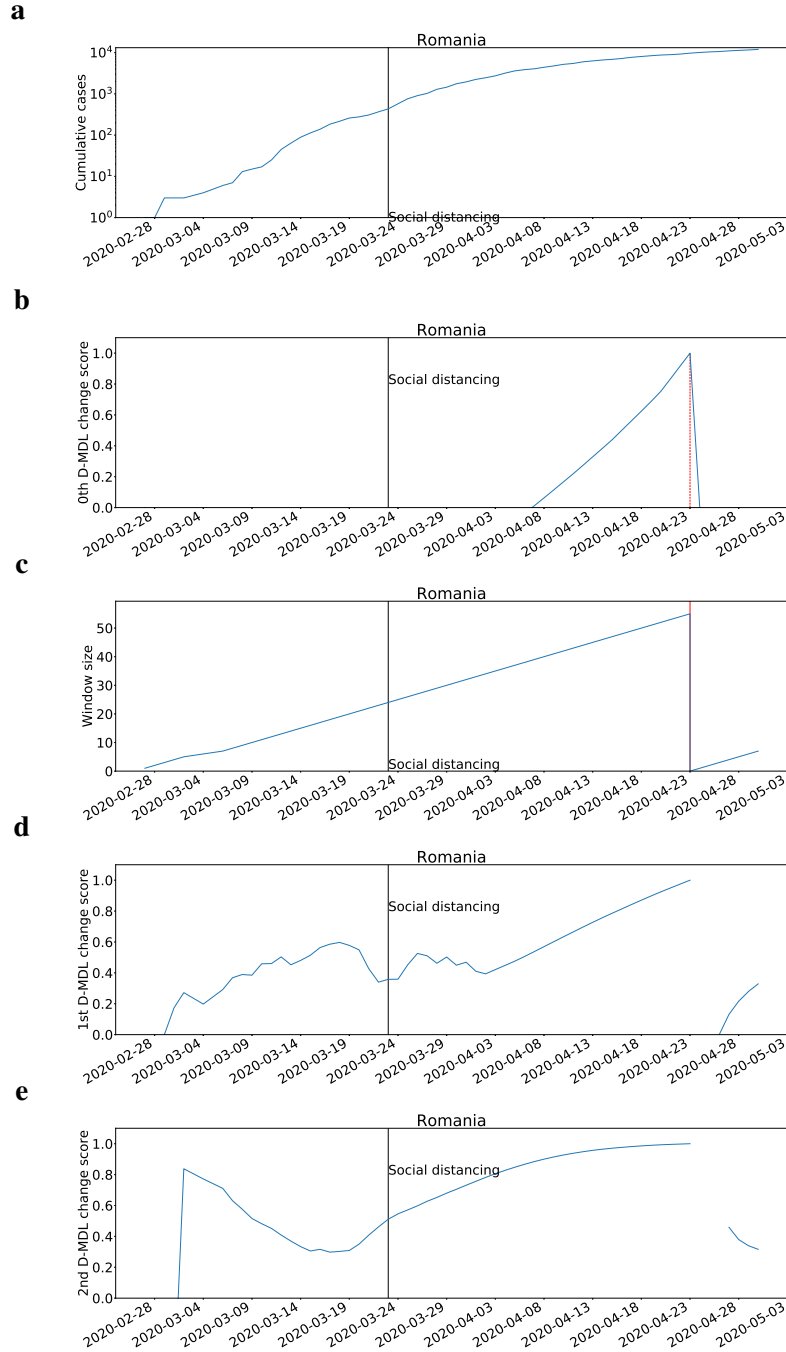 a
Romania
Cumulative cases
10⁴
10³
10²
10¹
10⁰
Social distancing
2020-02-28 2020-03-04 2020-03-09 2020-03-14 2020-03-19 2020-03-24 2020-03-29 2020-04-03 2020-04-08 2020-04-13 2020-04-18 2020-04-23 2020-04-28 2020-05-03
b
Romania
0th D-MDL change score
1.0
0.8
0.6
0.4
0.2
0.0
Social distancing
2020-02-28 2020-03-04 2020-03-09 2020-03-14 2020-03-19 2020-03-24 2020-03-29 2020-04-03 2020-04-08 2020-04-13 2020-04-18 2020-04-23 2020-04-28 2020-05-03
c
Romania
Window size
50
40
30
20
10
0
Social distancing
2020-02-28 2020-03-04 2020-03-09 2020-03-14 2020-03-19 2020-03-24 2020-03-29 2020-04-03 2020-04-08 2020-04-13 2020-04-18 2020-04-23 2020-04-28 2020-05-03
d
Romania
1st D-MDL change score
1.0
0.8
0.6
0.4
0.2
0.0
Social distancing
2020-02-28 2020-03-04 2020-03-09 2020-03-14 2020-03-19 2020-03-24 2020-03-29 2020-04-03 2020-04-08 2020-04-13 2020-04-18 2020-04-23 2020-04-28 2020-05-03
e
Romania
2nd D-MDL change score
1.0
0.8
0.6
0.4
0.2
0.0
Social distancing
2020-02-28 2020-03-04 2020-03-09 2020-03-14 2020-03-19 2020-03-24 2020-03-29 2020-04-03 2020-04-08 2020-04-13 2020-04-18 2020-04-23 2020-04-28 2020-05-03